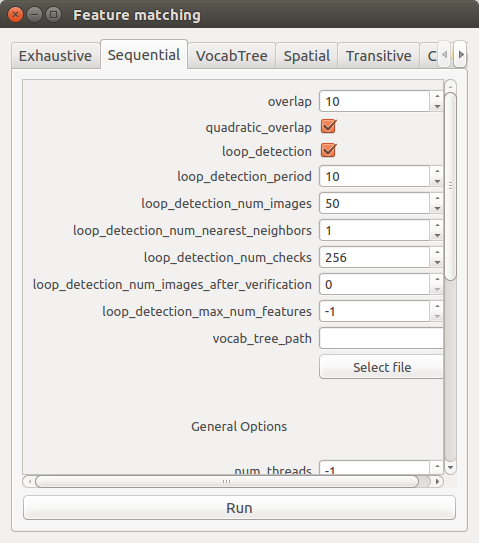 Feature matching
Exhaustive Sequential VocabTree Spatial Transitive
overlap 10
quadratic_overlap
loop_detection
loop_detection_period 10
loop_detection_num_images 50
loop_detection_num_nearest_neighbors 1
loop_detection_num_checks 256
loop_detection_num_images_after_verification 0
loop_detection_max_num_features -1
vocab_tree_path
Select file
General Options
num_threads -1
Run